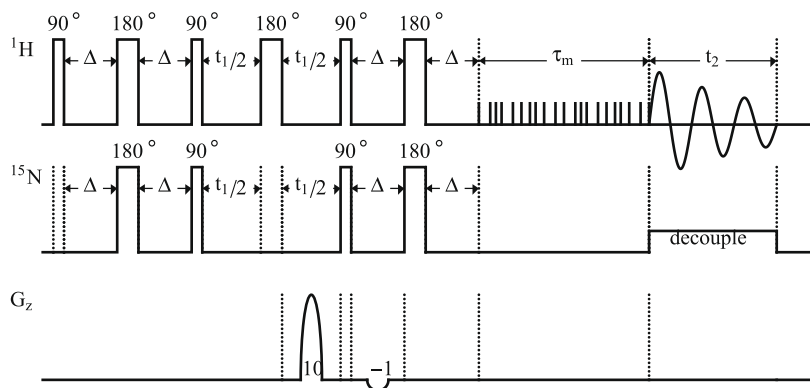 90° 180° 90° 180° 90° 180°
¹H Δ Δ t₁/2 t₁/2 Δ Δ τₘ t₂
180° 90° 90° 180°
¹⁵N Δ Δ t₁/2 t₁/2 Δ Δ
decouple
G_z
10 −1